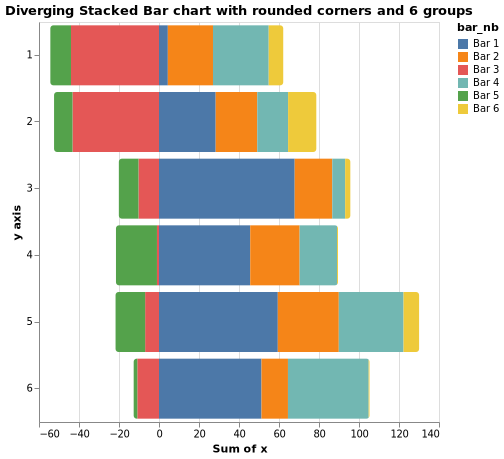 Diverging Stacked Bar chart with rounded corners and 6 groups
bar_nb
Bar 1
Bar 2
Bar 3
Bar 4
Bar 5
Bar 6
y axis
1
2
3
4
5
6
−60 −40 −20 0 20 40 60 80 100 120 140
Sum of x